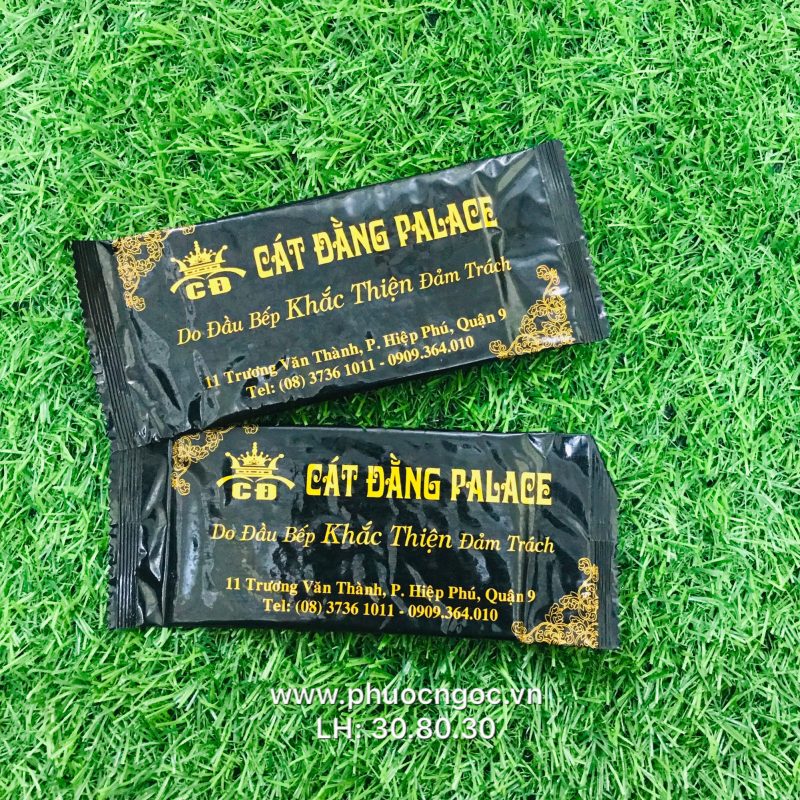 CĐ
CÁT ĐẰNG PALACE
Do Đầu Bếp Khắc Thiện Đảm Trách
11 Trương Văn Thành, P. Hiệp Phú, Quận 9
Tel: (08) 3736 1011 - 0909.364.010
CĐ
CÁT ĐẰNG PALACE
Do Đầu Bếp Khắc Thiện Đảm Trách
11 Trương Văn Thành, P. Hiệp Phú, Quận 9
Tel: (08) 3736 1011 - 0909.364.010
www.phuocngoc.vn
LH: 30.80.30